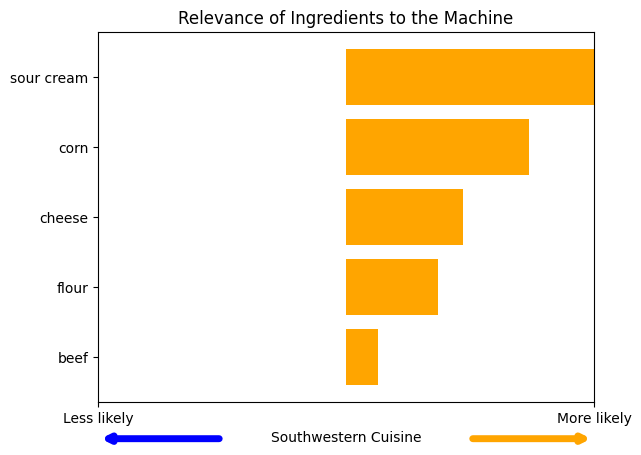 Relevance of Ingredients to the Machine
sour cream
corn
cheese
flour
beef
Less likely
More likely
Southwestern Cuisine